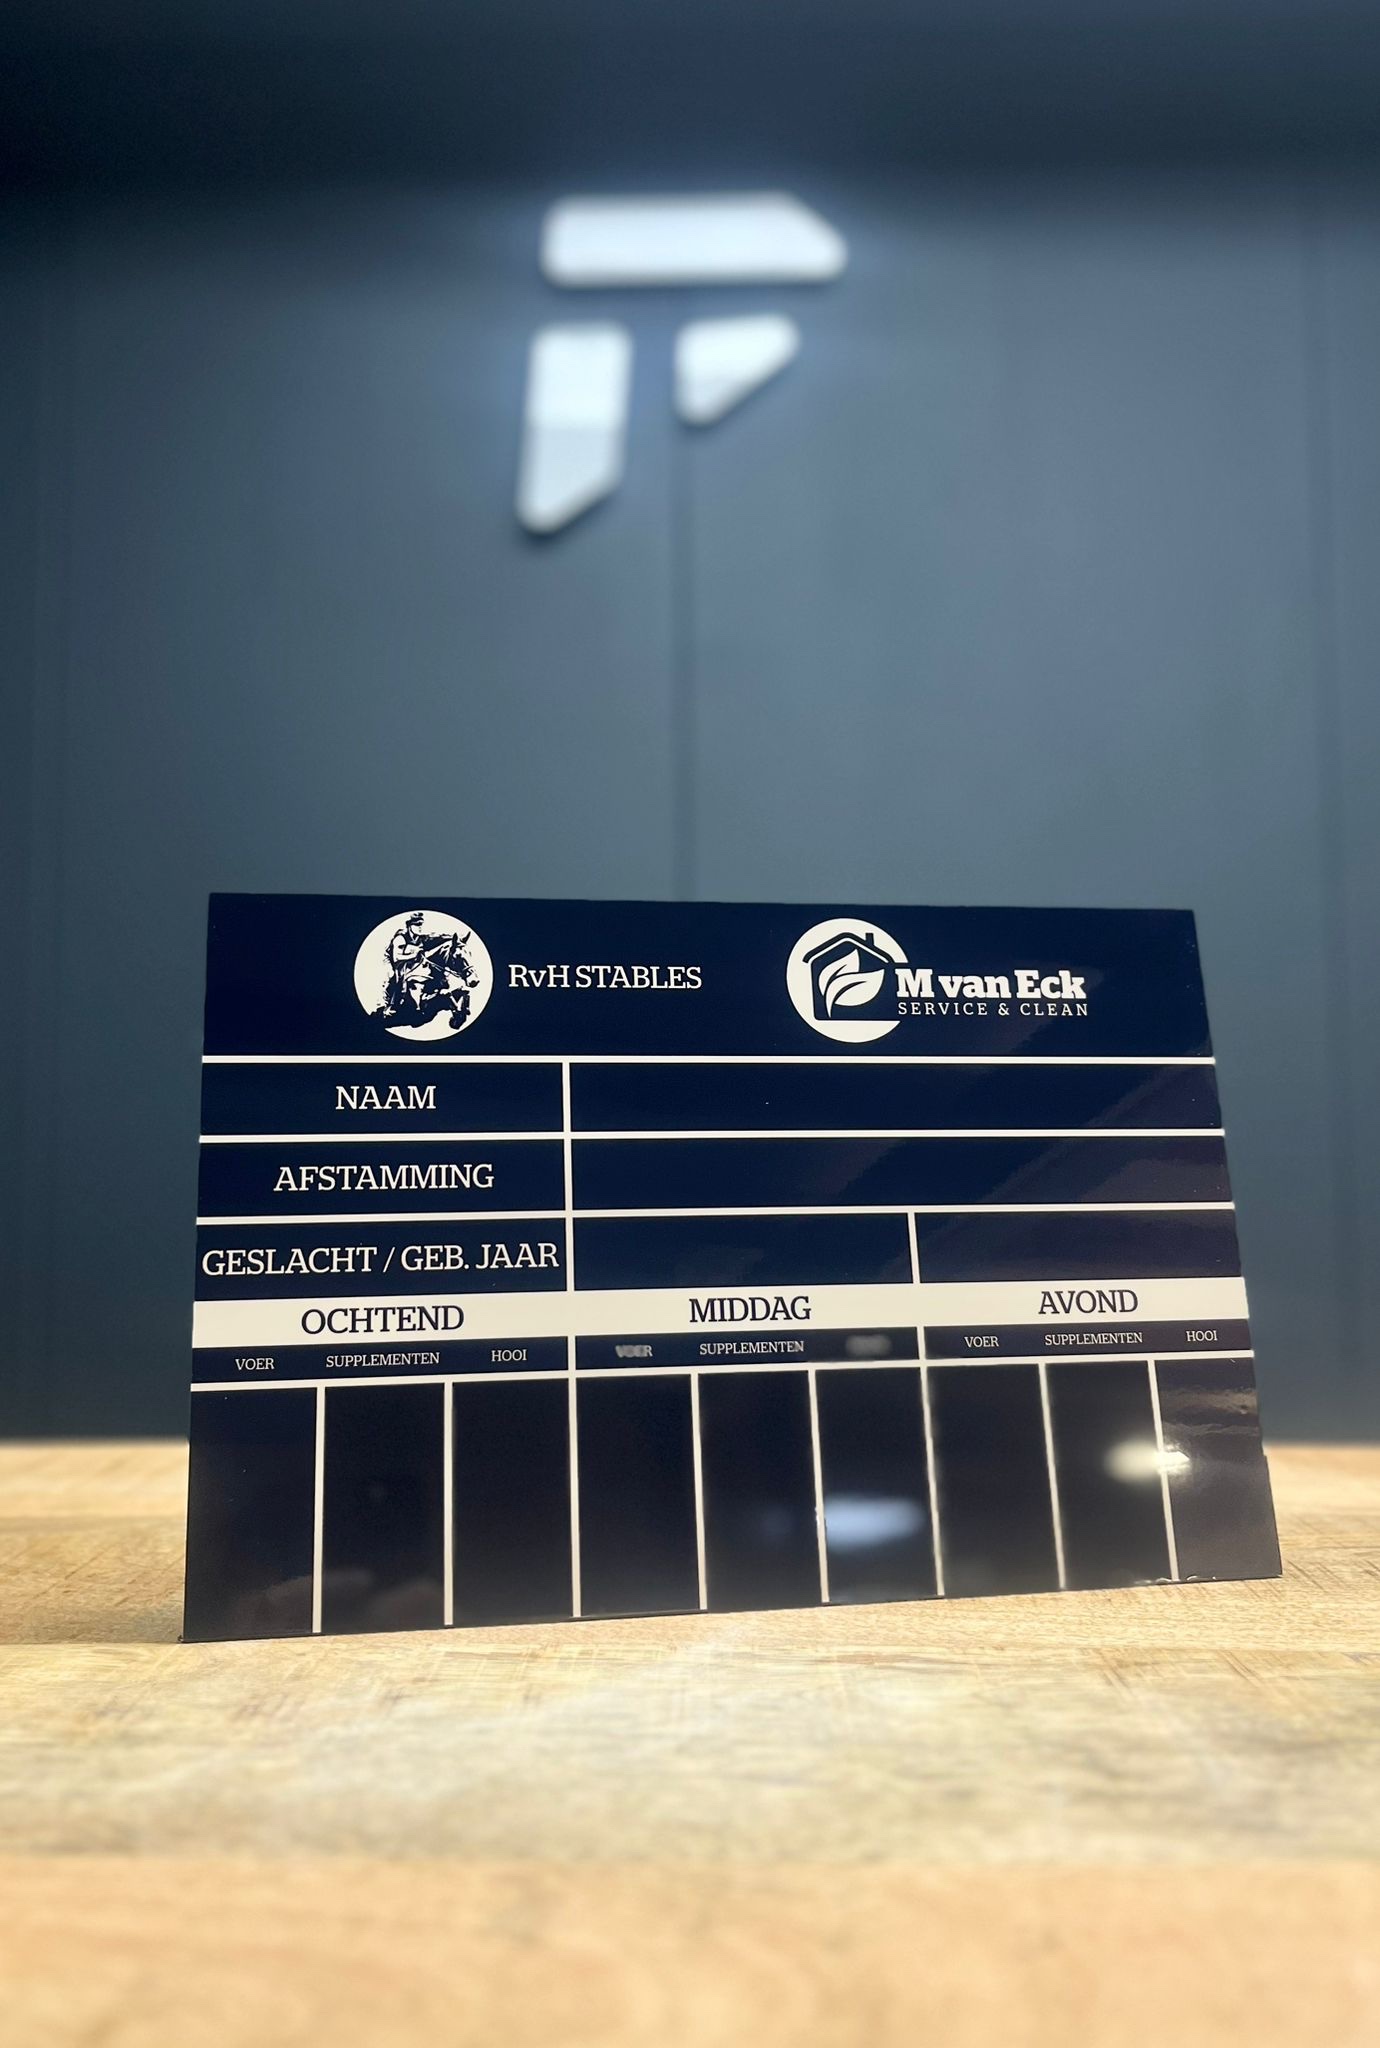 RvH STABLES
M van Eck
SERVICE & CLEAN
NAAM
AFSTAMMING
GESLACHT / GEB. JAAR
OCHTEND MIDDAG AVOND
VOER SUPPLEMENTEN HOOI VOER SUPPLEMENTEN VOER SUPPLEMENTEN HOOI